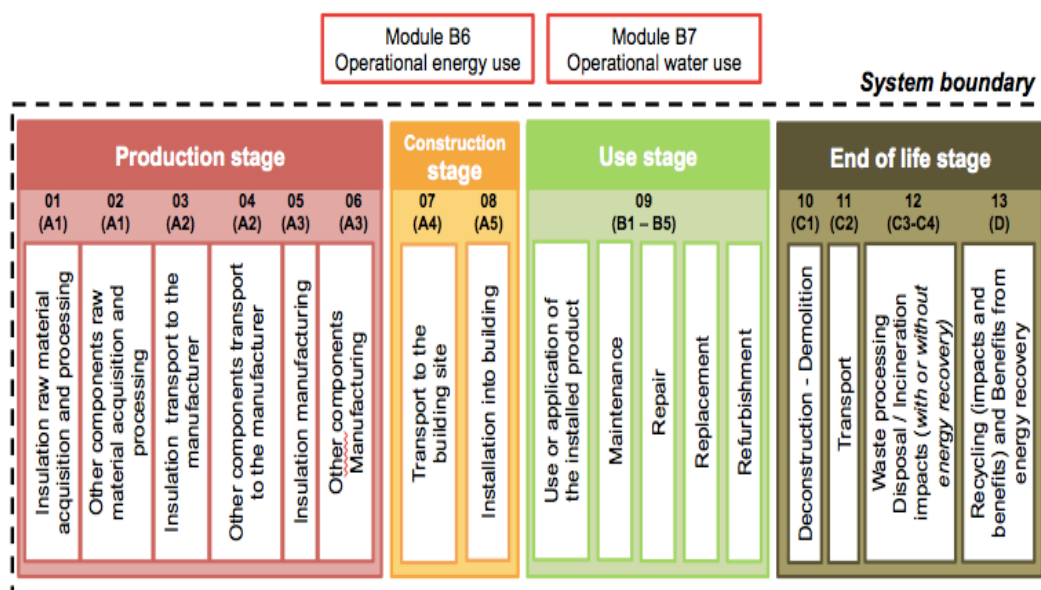 Module B6
Operational energy use
Module B7
Operational water use
System boundary
Production stage
Construction
stage
Use stage
End of life stage
01
(A1)
02
(A1)
03
(A2)
04
(A2)
05
(A3)
06
(A3)
07
(A4)
08
(A5)
09
(B1 – B5)
10
(C1)
11
(C2)
12
(C3-C4)
13
(D)
Insulation raw material
acquisition and processing
Other components raw
material acquisition and
processing
Insulation transport to the
manufacturer
Other components transport
to the manufacturer
Insulation manufacturing
Other components
Manufacturing
Transport to the
building site
Installation into building
Use or application of
the installed product
Maintenance
Repair
Replacement
Refurbishment
Deconstruction - Demolition
Transport
Waste processing
Disposal / Incineration
impacts (with or without
energy recovery)
Recycling (impacts and
benefits) and Benefits from
energy recovery